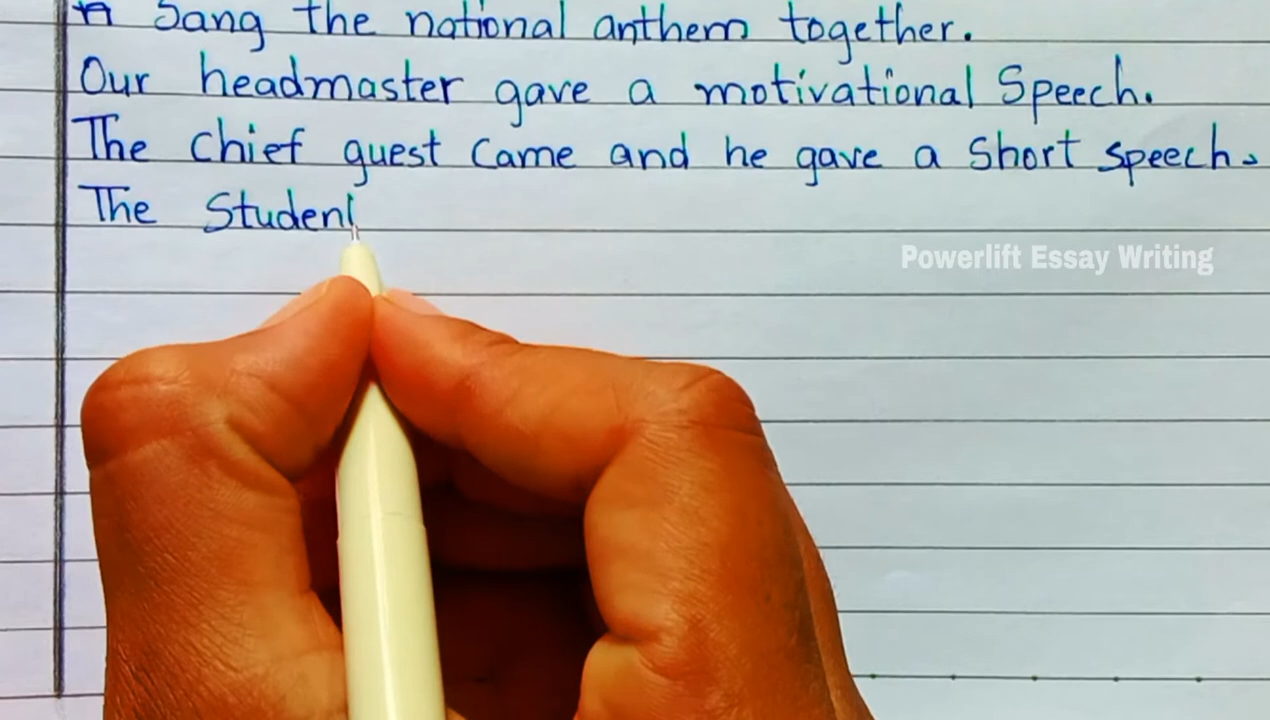 Sang the national anthem together.
Our headmaster gave a motivational Speech.
The Chief guest Came and he gave a Short speech.
The Student
Powerlift Essay Writing